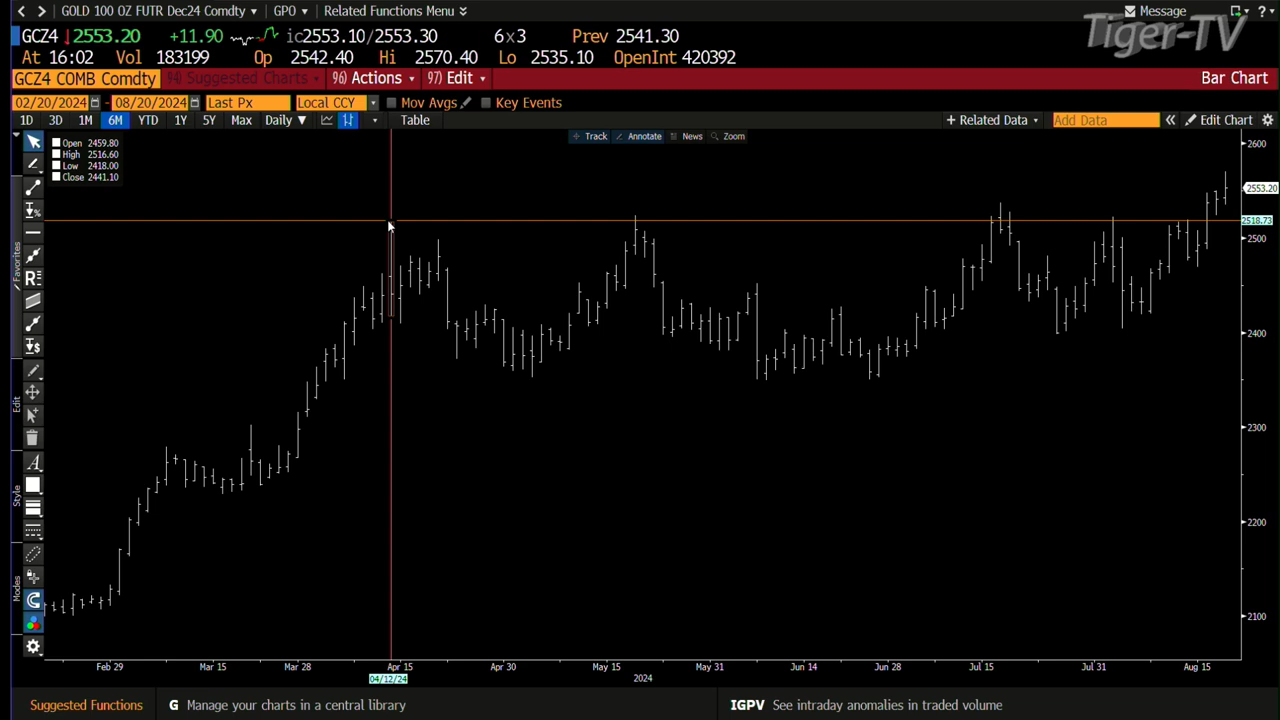 GOLD 100 OZ FUTR Dec24 Comdty GPO Related Functions Menu Message ?
GCZ4 2553.20 +11.90 ic2553.10/2553.30 6x3 Prev 2541.30
At 16:02 Vol 183199 Op 2542.40 Hi 2570.40 Lo 2535.10 OpenInt 420392
Tiger-TV
GCZ4 COMB Comdty 94) Suggested Charts 96) Actions 97) Edit Bar Chart
02/20/2024 - 08/20/2024 Last Px Local CCY Mov Avgs Key Events
1D 3D 1M 6M YTD 1Y 5Y Max Daily Table + Related Data Add Data Edit Chart
Track Annotate News Zoom
Open 2459.80
High 2516.60
Low 2418.00
Close 2441.10
Favorites
Edit
Style
Modes
2600
2553.20
2518.73
2500
2400
2300
2200
2100
Feb 29 Mar 15 Mar 28 Apr 15 Apr 30 May 15 May 31 Jun 14 Jun 28 Jul 15 Jul 31 Aug 15
04/12/24 2024
Suggested Functions G Manage your charts in a central library IGPV See intraday anomalies in traded volume